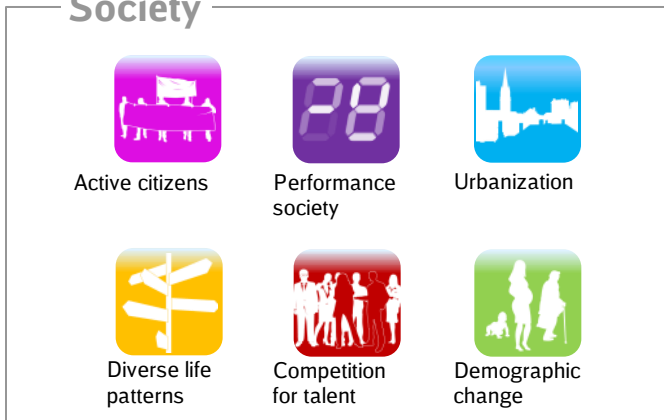 Society
Active citizens
Performance
society
Urbanization
Diverse life
patterns
Competition
for talent
Demographic
change